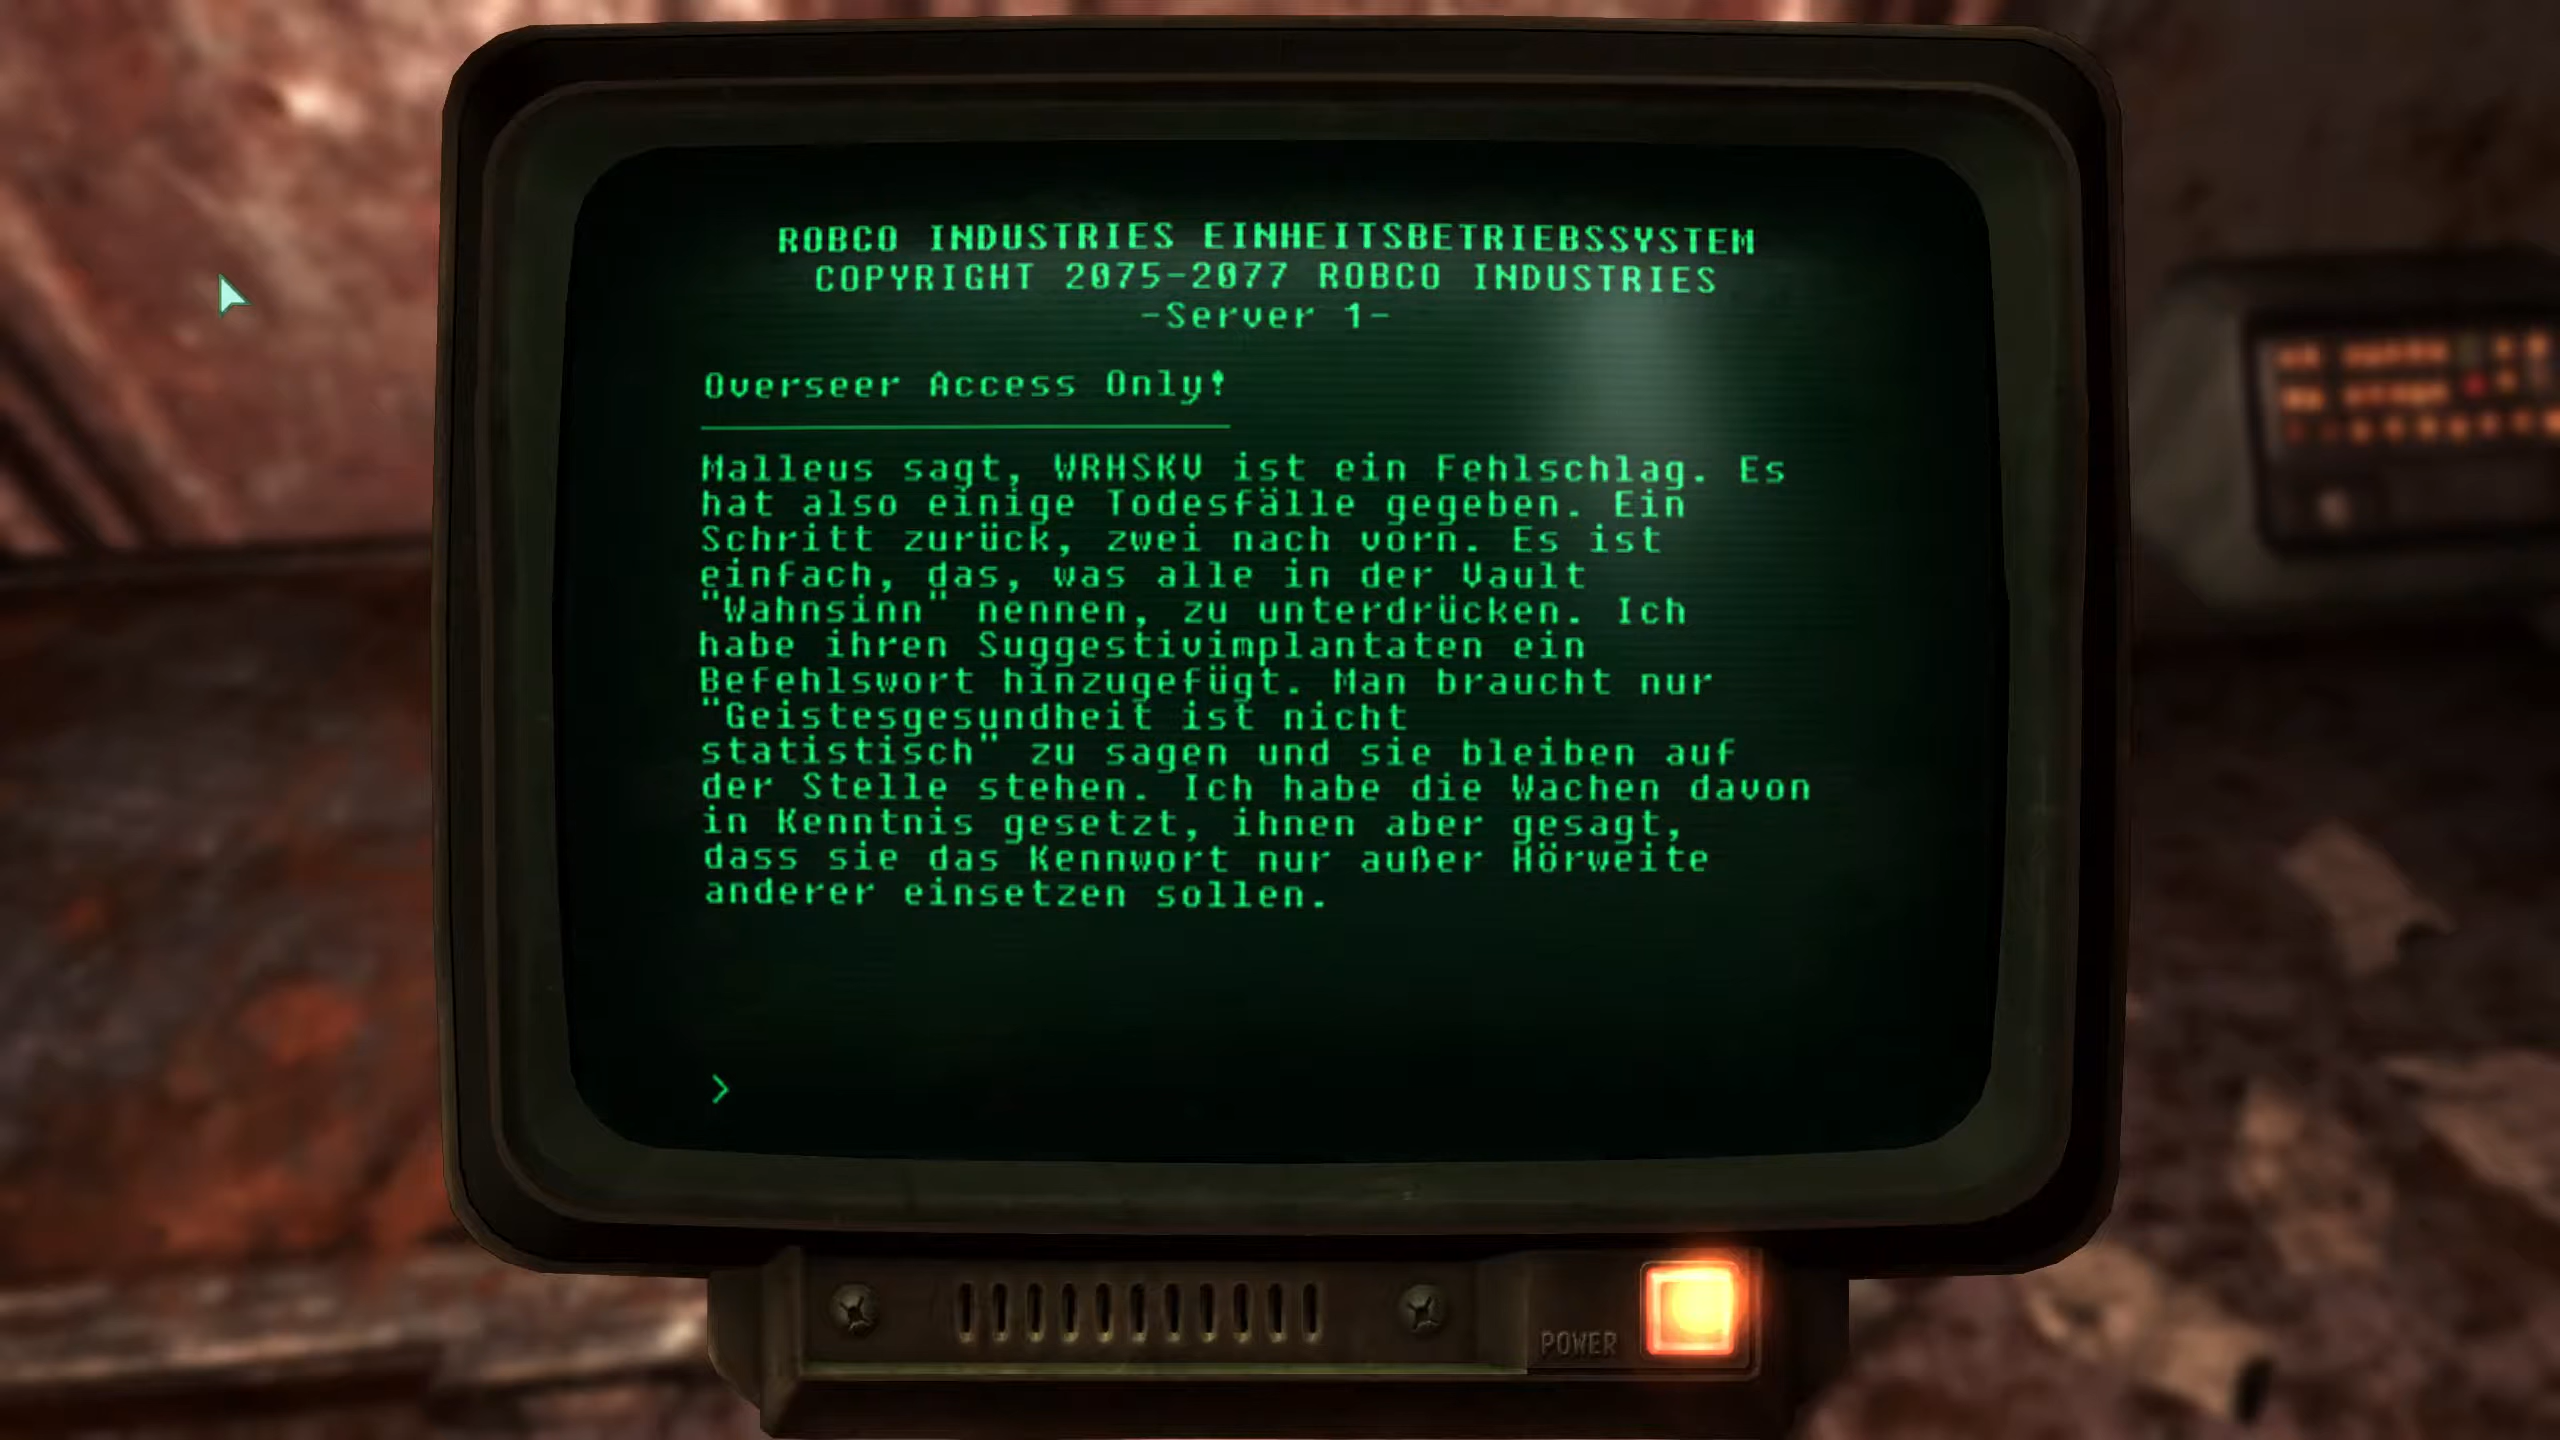 ROBCO INDUSTRIES EINHEITSBETRIEBSSYSTEM
COPYRIGHT 2075-2077 ROBCO INDUSTRIES
-Server 1-
Overseer Access Only!
Malleus sagt, WRHSKV ist ein Fehlschlag. Es
hat also einige Todesfälle gegeben. Ein
Schritt zurück, zwei nach vorn. Es ist
einfach, das, was alle in der Vault
"Wahnsinn" nennen, zu unterdrücken. Ich
habe ihren Suggestivimplantaten ein
Befehlswort hinzugefügt. Man braucht nur
"Geistesgesundheit ist nicht
statistisch" zu sagen und sie bleiben auf
der Stelle stehen. Ich habe die Wachen davon
in Kenntnis gesetzt, ihnen aber gesagt,
dass sie das Kennwort nur außer Hörweite
anderer einsetzen sollen.
>
POWER